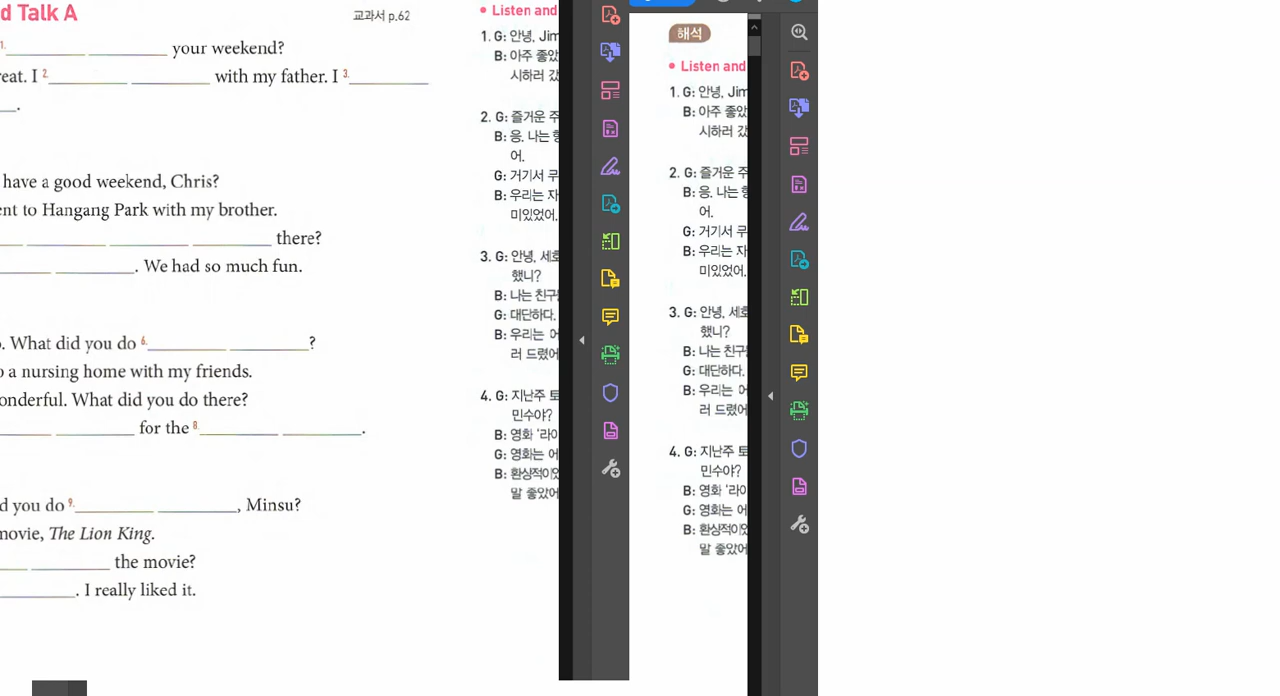 d Talk A
교과서 p.62
1. your weekend?
eat. I 2. with my father. I 3.
.
have a good weekend, Chris?
ent to Hangang Park with my brother.
there?
. We had so much fun.
. What did you do 6. ?
o a nursing home with my friends.
onderful. What did you do there?
for the 8. .
d you do 9. , Minsu?
movie, The Lion King.
the movie?
. I really liked it.
• Listen and
1. G: 안녕, Jim
B: 아주 좋았
시하러 갔
2. G: 즐거운 주
B: 응. 나는 한
어.
G: 거기서 무
B: 우리는 자
미있었어.
3. G: 안녕, 세호
했니?
B: 나는 친구
G: 대단하다.
B: 우리는 어
러 드렸어
4. G: 지난주 토
민수야?
B: 영화 ‘라이
G: 영화는 어
B: 환상적이었
말 좋았어
해석
• Listen and
1. G: 안녕, Jim
B: 아주 좋았
시하러 갔
2. G: 즐거운 주
B: 응. 나는 한
어.
G: 거기서 무
B: 우리는 자
미있었어.
3. G: 안녕, 세호
했니?
B: 나는 친구
G: 대단하다.
B: 우리는 어
러 드렸어
4. G: 지난주 토
민수야?
B: 영화 ‘라이
G: 영화는 어
B: 환상적이었
말 좋았어